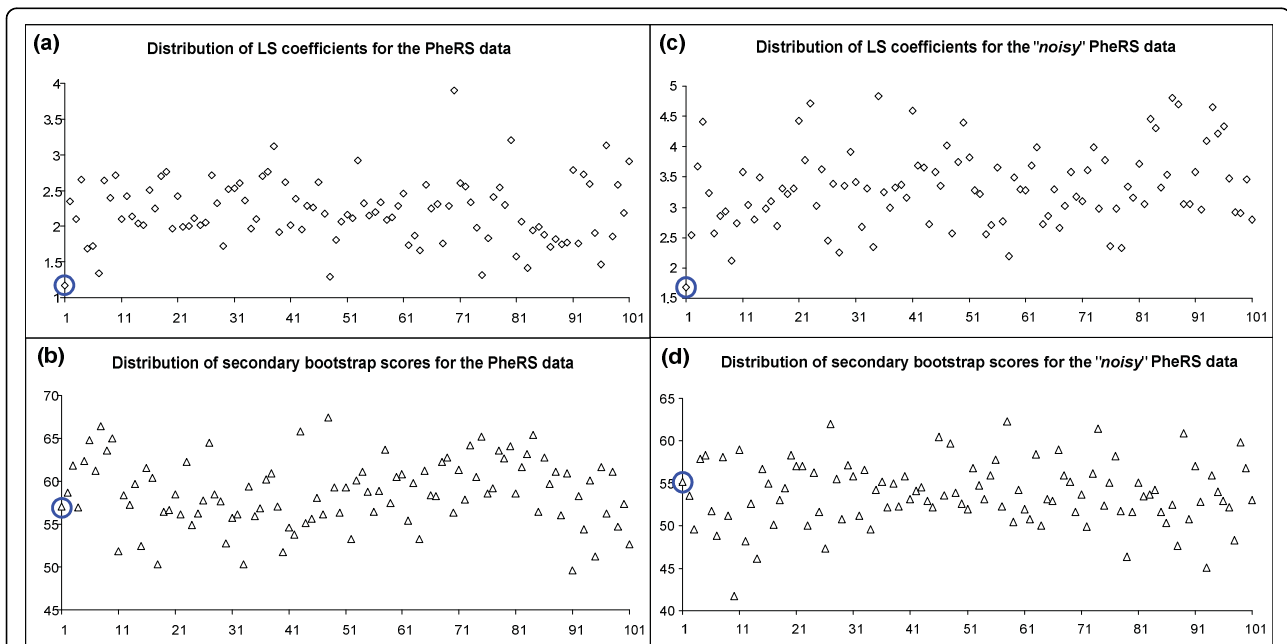 (a)
Distribution of LS coefficients for the PheRS data
4
3.5
3
2.5
2
1.5
1
1 11 21 31 41 51 61 71 81 91 101
(b)
Distribution of secondary bootstrap scores for the PheRS data
70
65
60
55
50
45
1 11 21 31 41 51 61 71 81 91 101
(c)
Distribution of LS coefficients for the "noisy" PheRS data
5
4.5
4
3.5
3
2.5
2
1.5
1 11 21 31 41 51 61 71 81 91 101
(d)
Distribution of secondary bootstrap scores for the "noisy" PheRS data
65
60
55
50
45
40
1 11 21 31 41 51 61 71 81 91 101